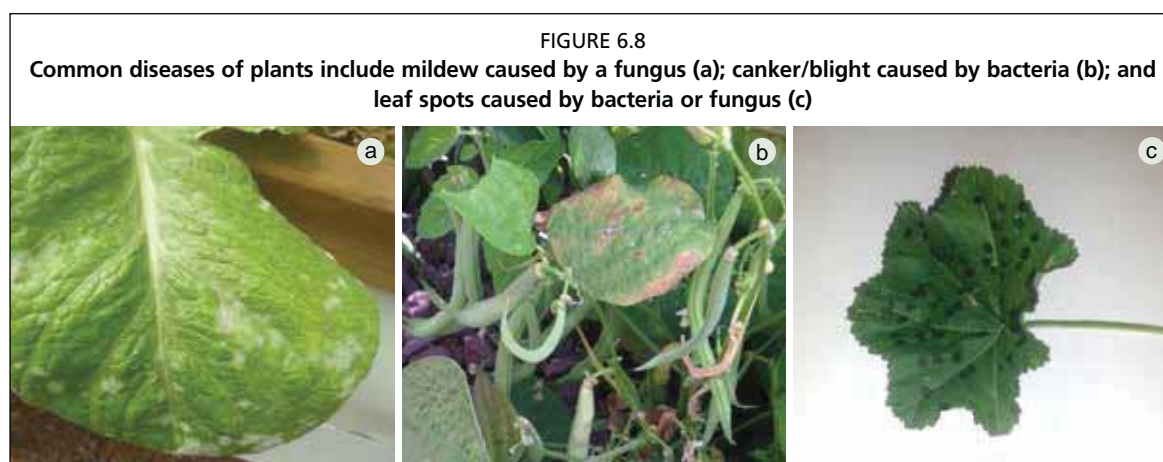 FIGURE 6.8
Common diseases of plants include mildew caused by a fungus (a); canker/blight caused by bacteria (b); and
leaf spots caused by bacteria or fungus (c)
a
b
c